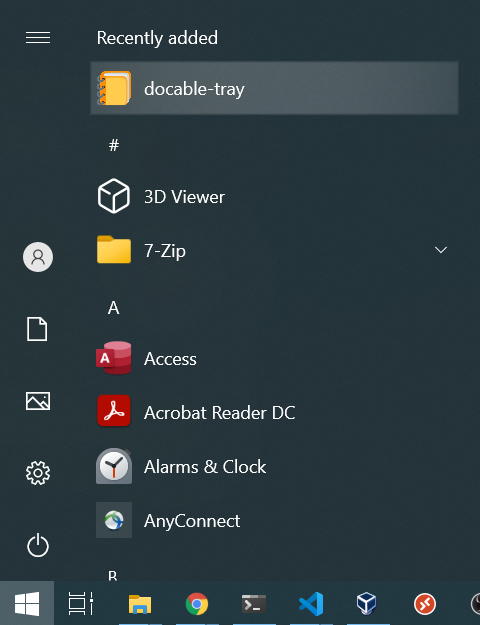 Recently added
docable-tray
#
3D Viewer
7-Zip
A
Access
A
Acrobat Reader DC
Alarms & Clock
AnyConnect
B